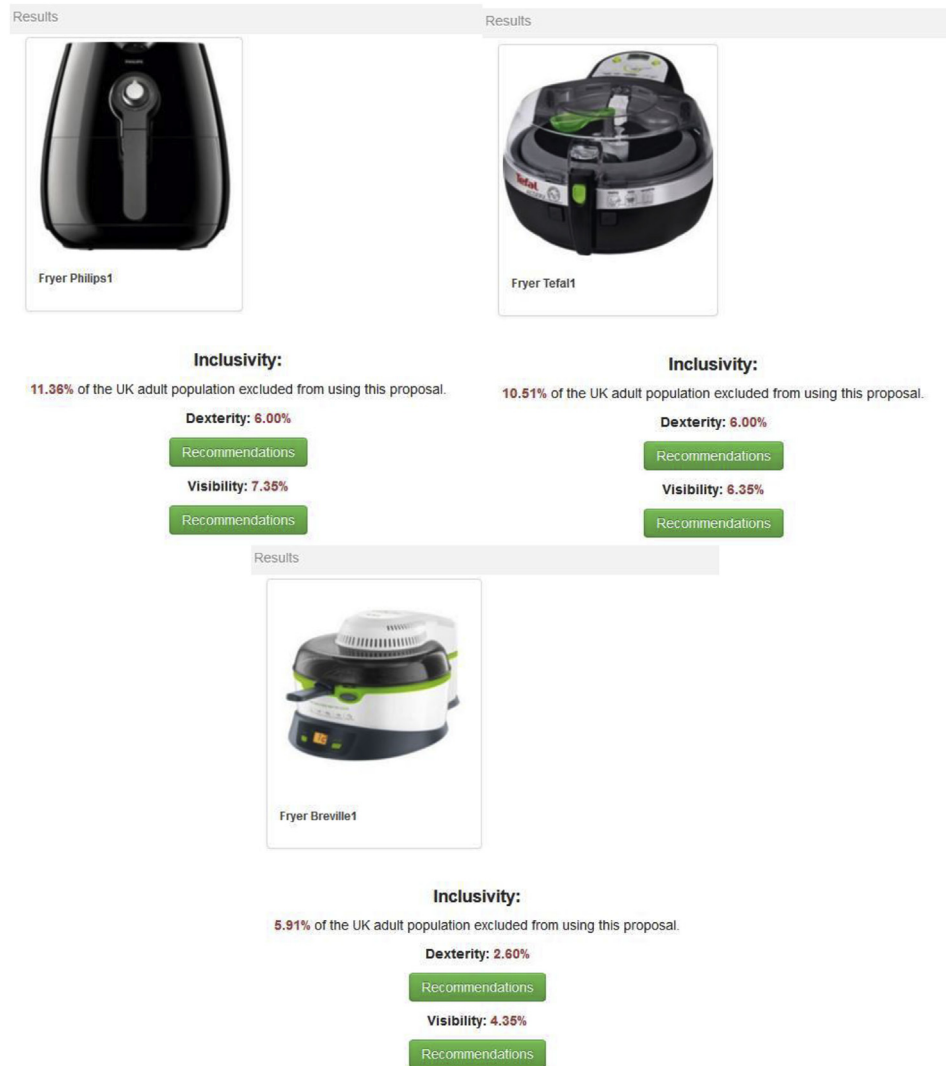 Results
PHILIPS
Fryer Philips1
Inclusivity:
11.36% of the UK adult population excluded from using this proposal.
Dexterity: 6.00%
Recommendations
Visibility: 7.35%
Recommendations
Results
Tefal
Fryer Tefal1
Inclusivity:
10.51% of the UK adult population excluded from using this proposal.
Dexterity: 6.00%
Recommendations
Visibility: 6.35%
Recommendations
Results
Fryer Breville1
Inclusivity:
5.91% of the UK adult population excluded from using this proposal.
Dexterity: 2.60%
Recommendations
Visibility: 4.35%
Recommendations